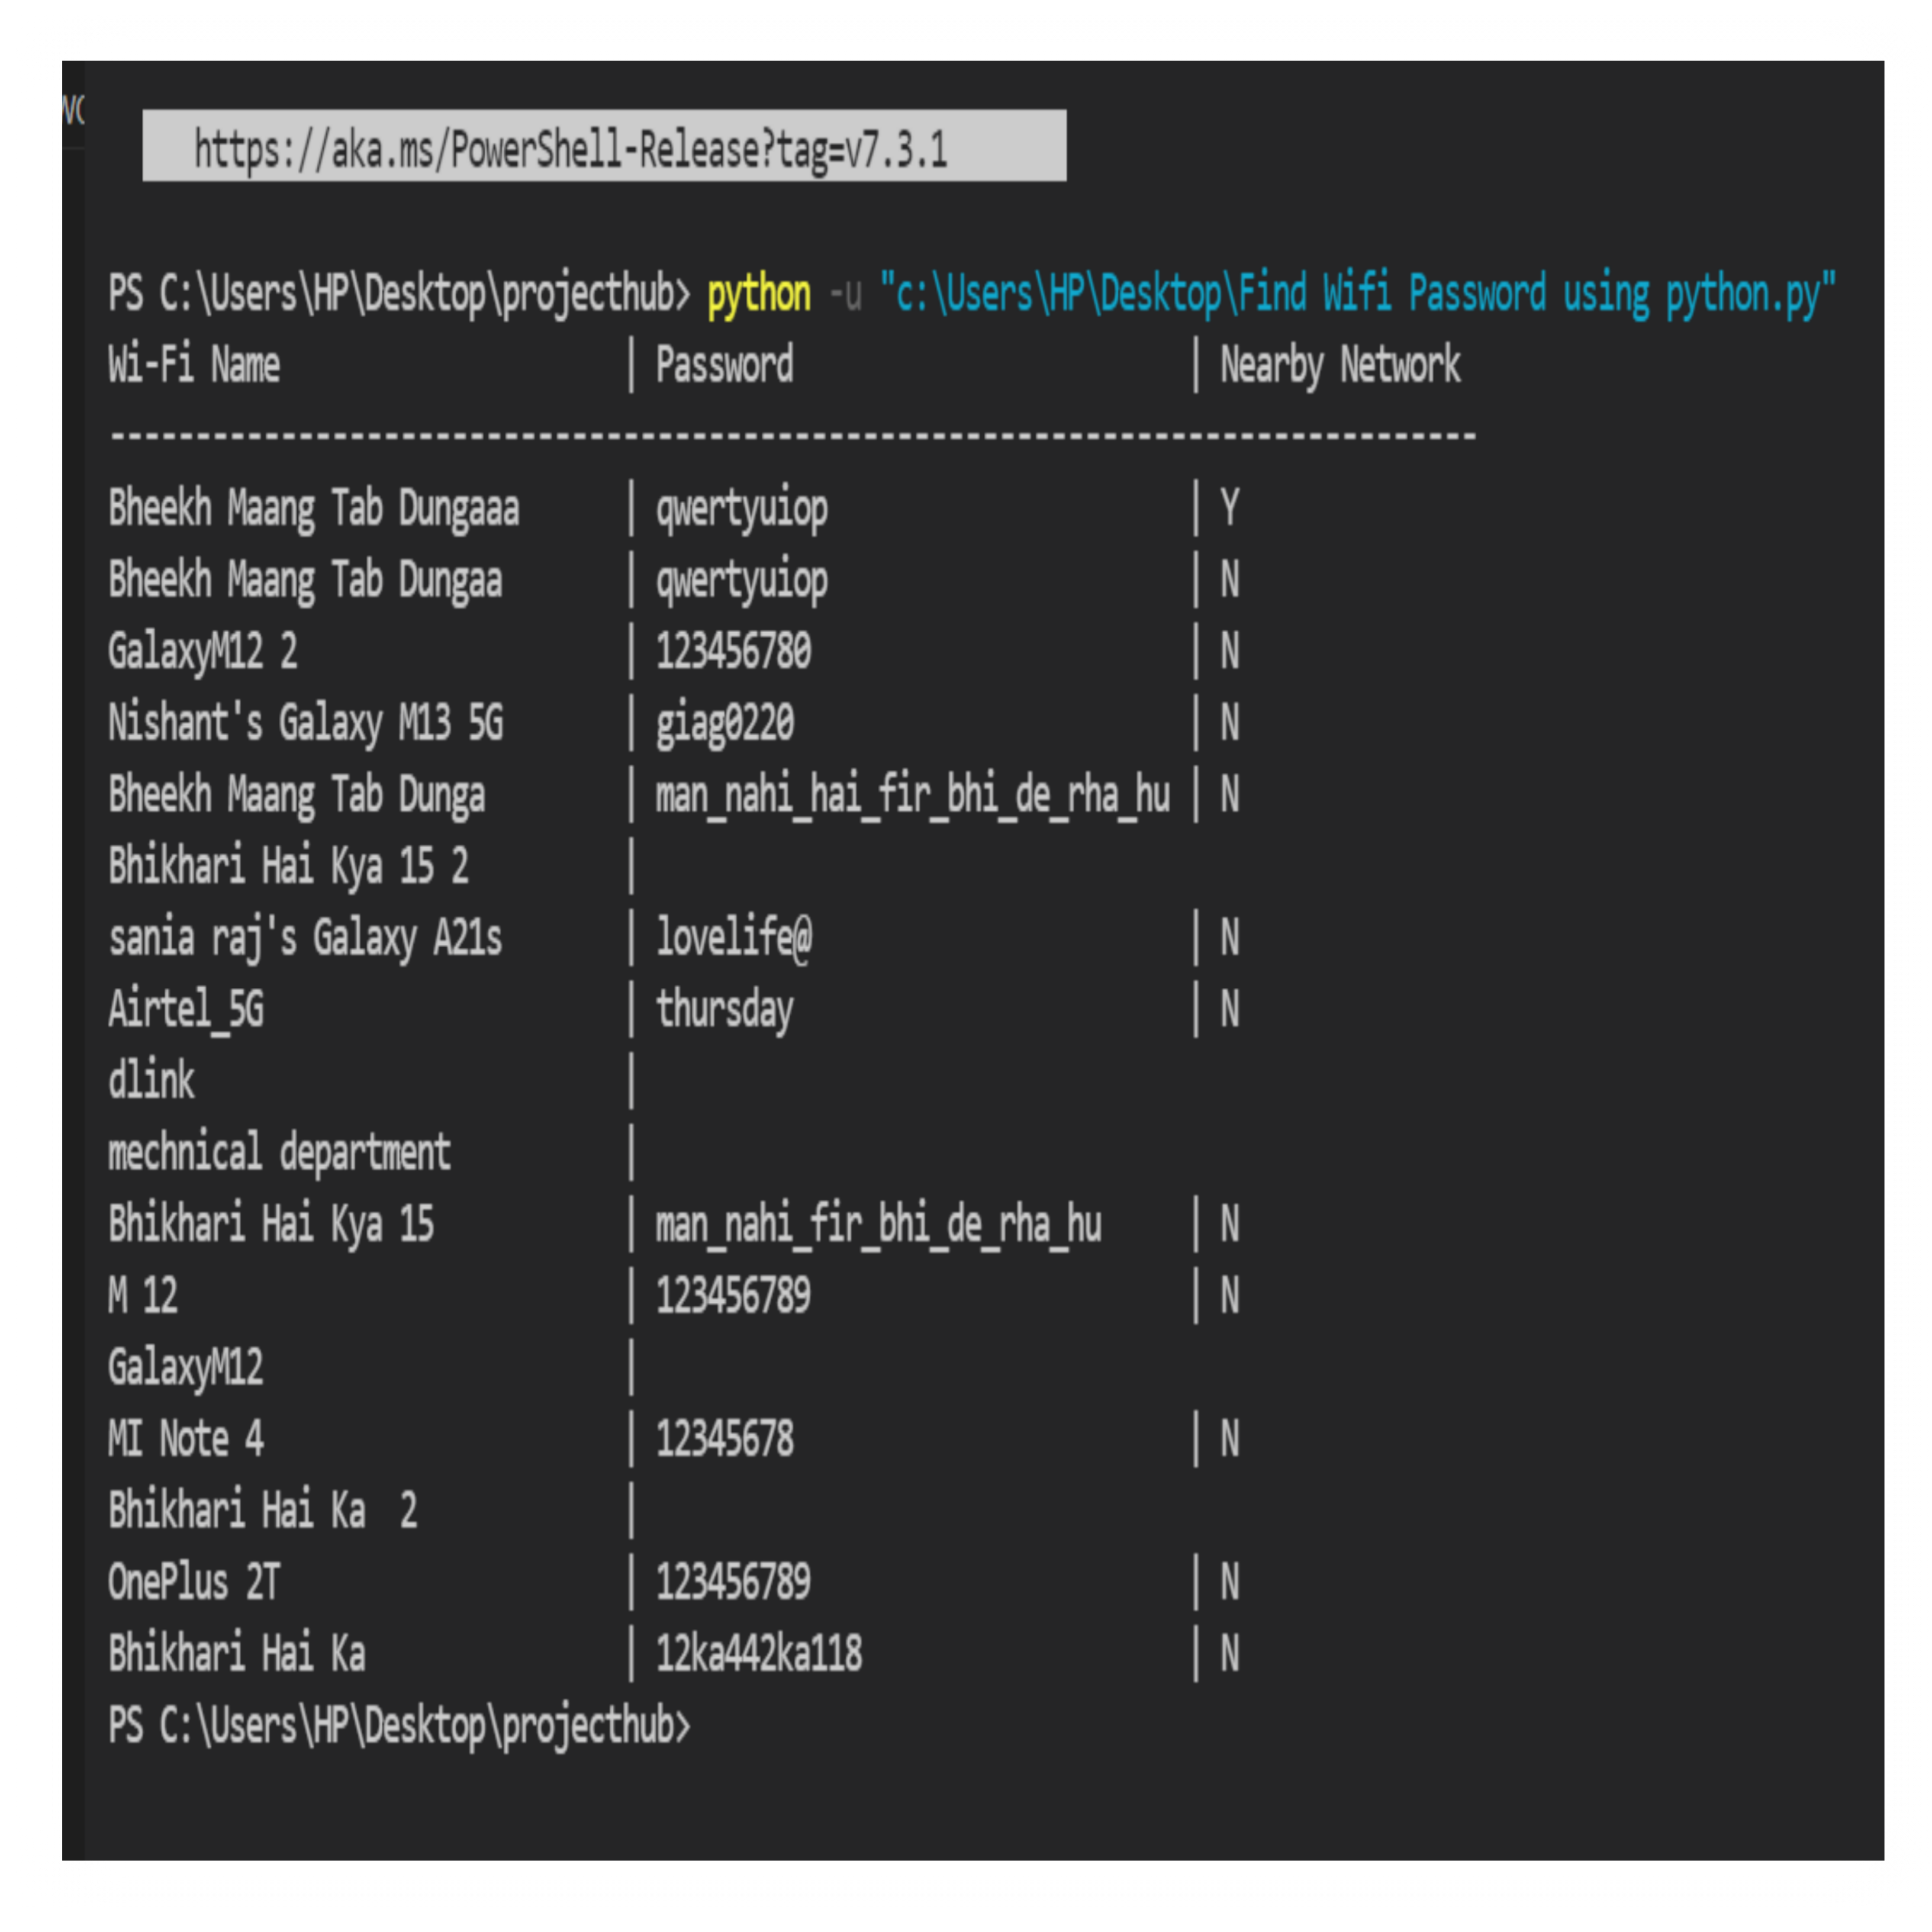 https://aka.ms/PowerShell-Release?tag=v7.3.1
PS C:\Users\HP\Desktop\projecthub> python -u "c:\Users\HP\Desktop\Find Wifi Password using python.py"
Wi-Fi Name | Password | Nearby Network
--------------------------------------------------------------------------------
Bheekh Maang Tab Dungaaa | qwertyuiop | Y
Bheekh Maang Tab Dungaa | qwertyuiop | N
GalaxyM12 2 | 123456780 | N
Nishant's Galaxy M13 5G | giag0220 | N
Bheekh Maang Tab Dunga | man_nahi_hai_fir_bhi_de_rha_hu | N
Bhikhari Hai Kya 15 2 |
sania raj's Galaxy A21s | lovelife@ | N
Airtel_5G | thursday | N
dlink |
mechnical department |
Bhikhari Hai Kya 15 | man_nahi_fir_bhi_de_rha_hu | N
M 12 | 123456789 | N
GalaxyM12 |
MI Note 4 | 12345678 | N
Bhikhari Hai Ka  2 |
OnePlus 2T | 123456789 | N
Bhikhari Hai Ka | 12ka442ka118 | N
PS C:\Users\HP\Desktop\projecthub>